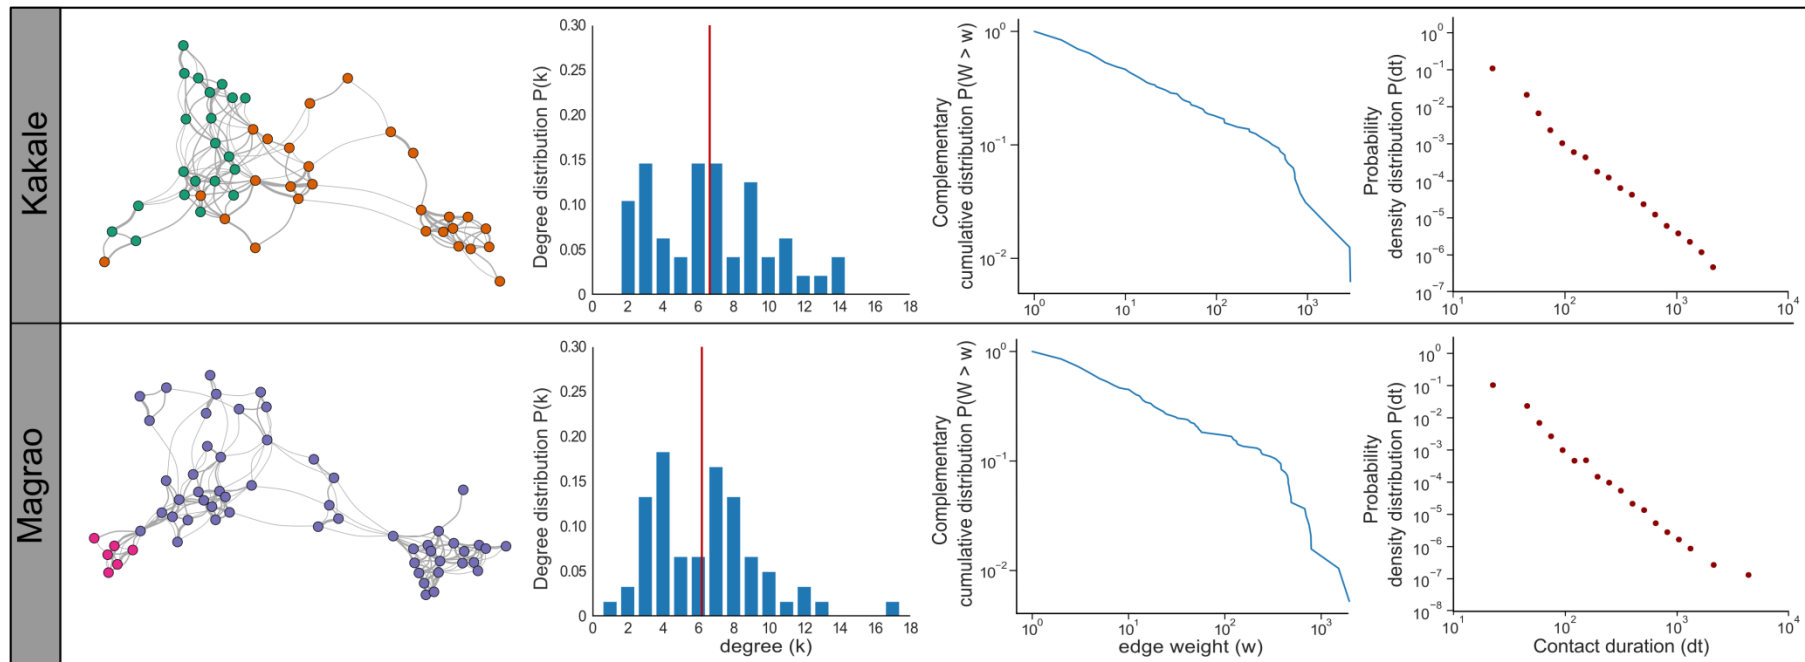 Kakale
Degree distribution P(k)
0.30
0.25
0.20
0.15
0.10
0.05
0
0 2 4 6 8 10 12 14 16 18
Complementary
cumulative distribution P(W > w)
10^0
10^-1
10^-2
10^0 10^1 10^2 10^3
Probability
density distribution P(dt)
10^0
10^-1
10^-2
10^-3
10^-4
10^-5
10^-6
10^-7
10^1 10^2 10^3 10^4
Magrao
Degree distribution P(k)
0.30
0.25
0.20
0.15
0.10
0.05
0
0 2 4 6 8 10 12 14 16 18
degree (k)
Complementary
cumulative distribution P(W > w)
10^0
10^-1
10^-2
10^0 10^1 10^2 10^3
edge weight (w)
Probability
density distribution P(dt)
10^0
10^-1
10^-2
10^-3
10^-4
10^-5
10^-6
10^-7
10^-8
10^1 10^2 10^3 10^4
Contact duration (dt)